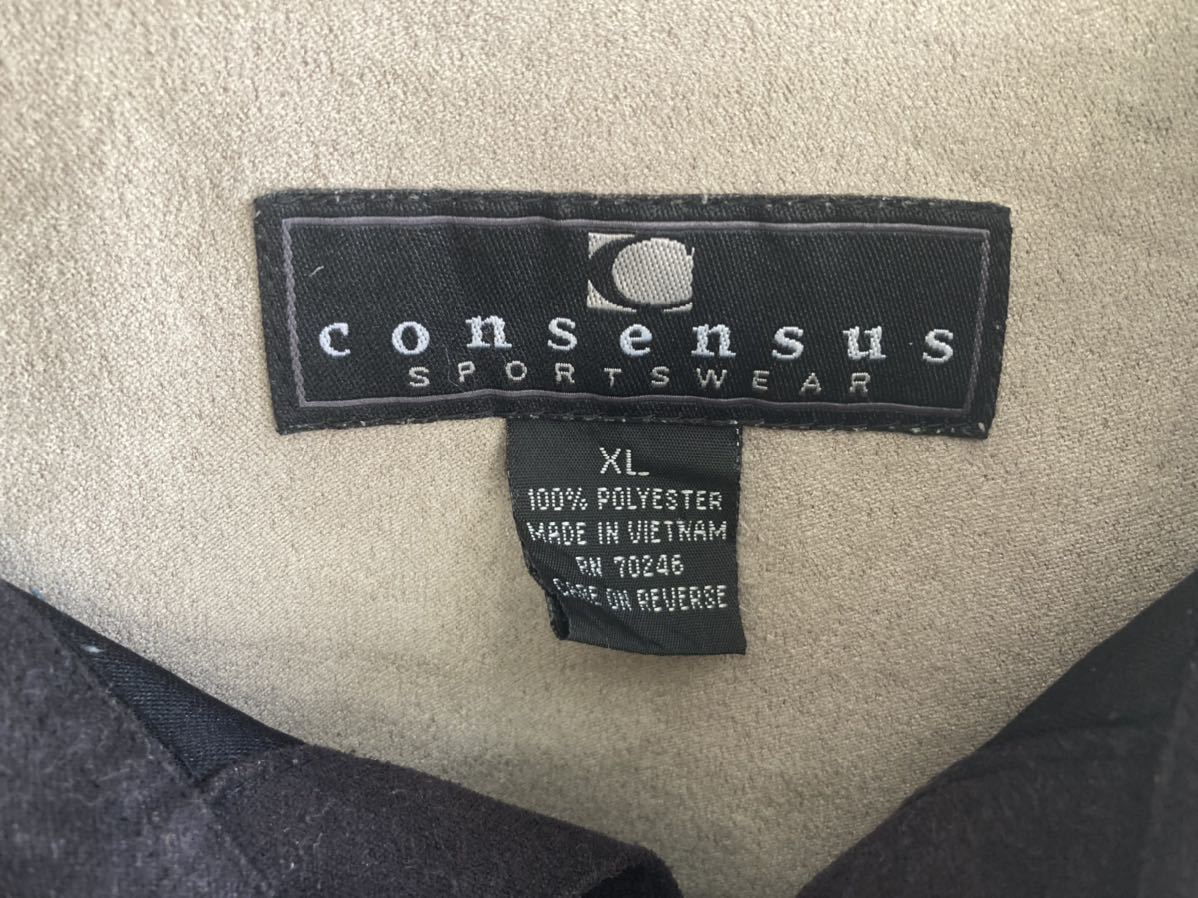 C
consensus
SPORTSWEAR
XL
100% POLYESTER
MADE IN VIETNAM
RN 70246
CARE ON REVERSE